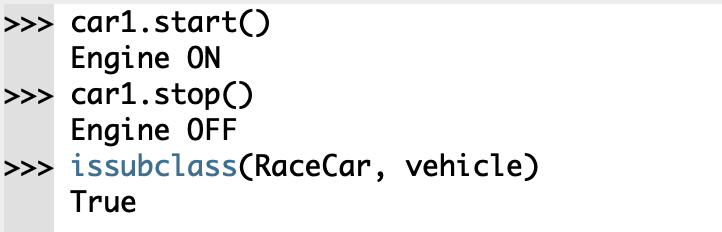 >>> car1.start()
Engine ON
>>> car1.stop()
Engine OFF
>>> issubclass(RaceCar, vehicle)
True